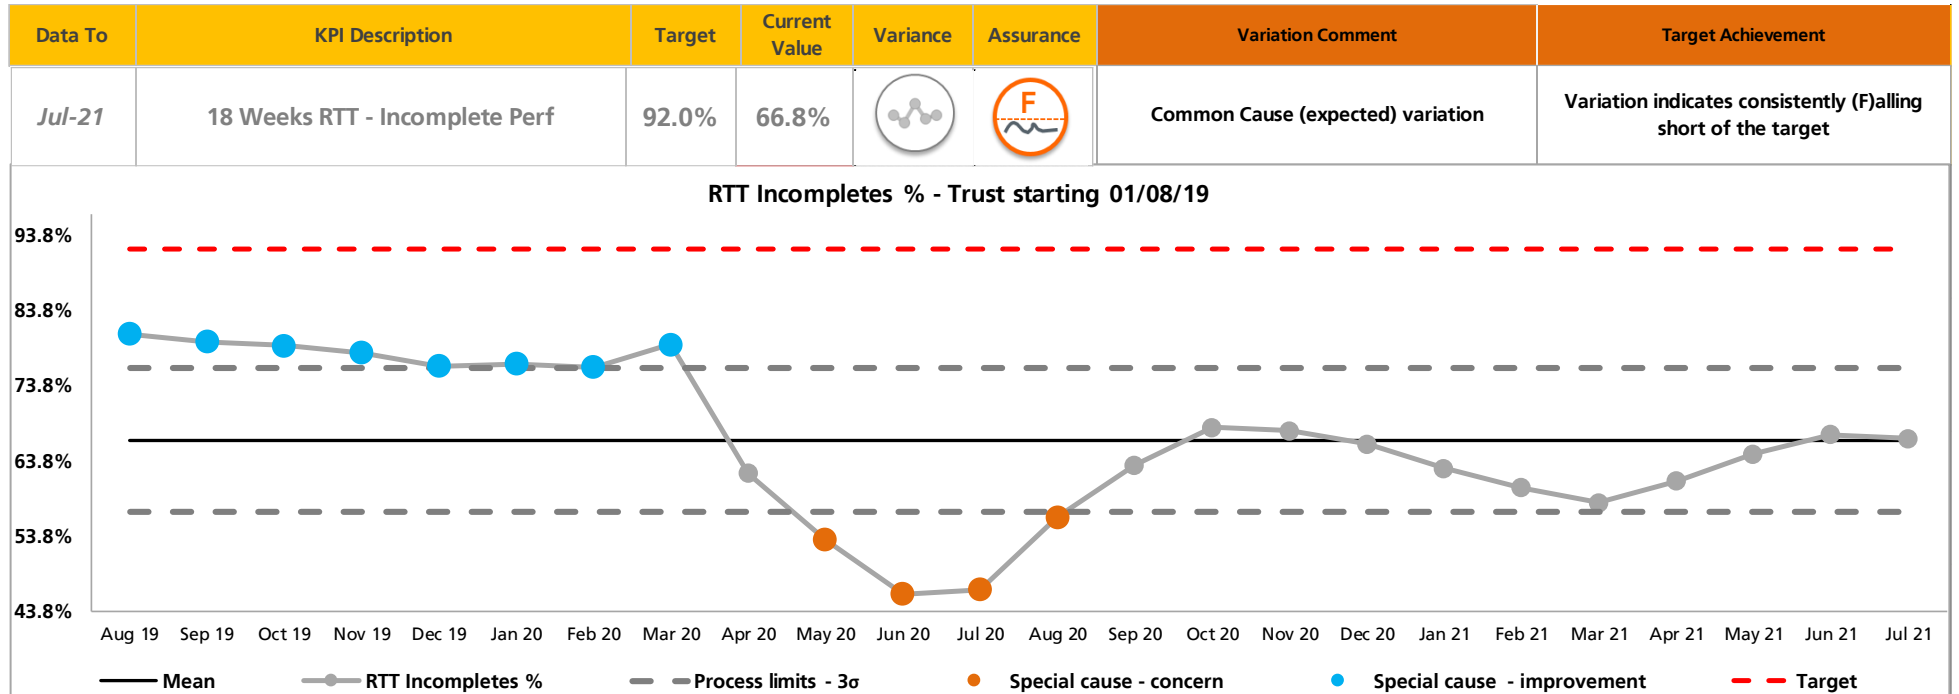 Data To KPI Description Target Current Value Variance Assurance Variation Comment Target Achievement
Jul-21 18 Weeks RTT - Incomplete Perf 92.0% 66.8% F Common Cause (expected) variation Variation indicates consistently (F)alling
short of the target
RTT Incompletes % - Trust starting 01/08/19
93.8%
83.8%
73.8%
63.8%
53.8%
43.8%
Aug 19 Sep 19 Oct 19 Nov 19 Dec 19 Jan 20 Feb 20 Mar 20 Apr 20 May 20 Jun 20 Jul 20 Aug 20 Sep 20 Oct 20 Nov 20 Dec 20 Jan 21 Feb 21 Mar 21 Apr 21 May 21 Jun 21 Jul 21
Mean RTT Incompletes % Process limits - 3σ Special cause - concern Special cause - improvement Target